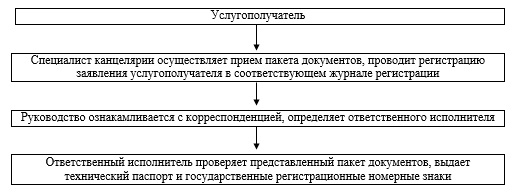 Услугополучатель
Специалист канцелярии осуществляет прием пакета документов, проводит регистрацию
заявления услугополучателя в соответствующем журнале регистрации
Руководство ознакамливается с корреспонденцией, определяет ответственного исполнителя
Ответственный исполнитель проверяет представленный пакет документов, выдает
технический паспорт и государственные регистрационные номерные знаки